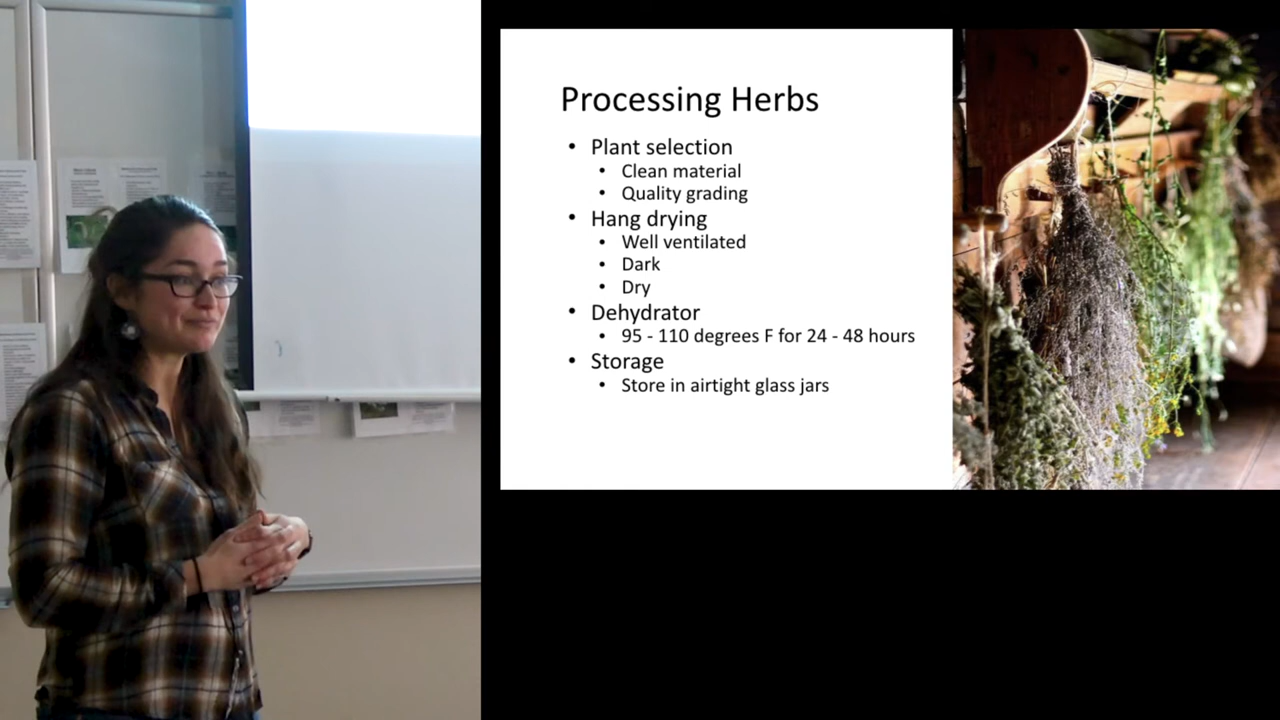 Processing Herbs
• Plant selection
• Clean material
• Quality grading
• Hang drying
• Well ventilated
• Dark
• Dry
• Dehydrator
• 95 - 110 degrees F for 24 - 48 hours
• Storage
• Store in airtight glass jars